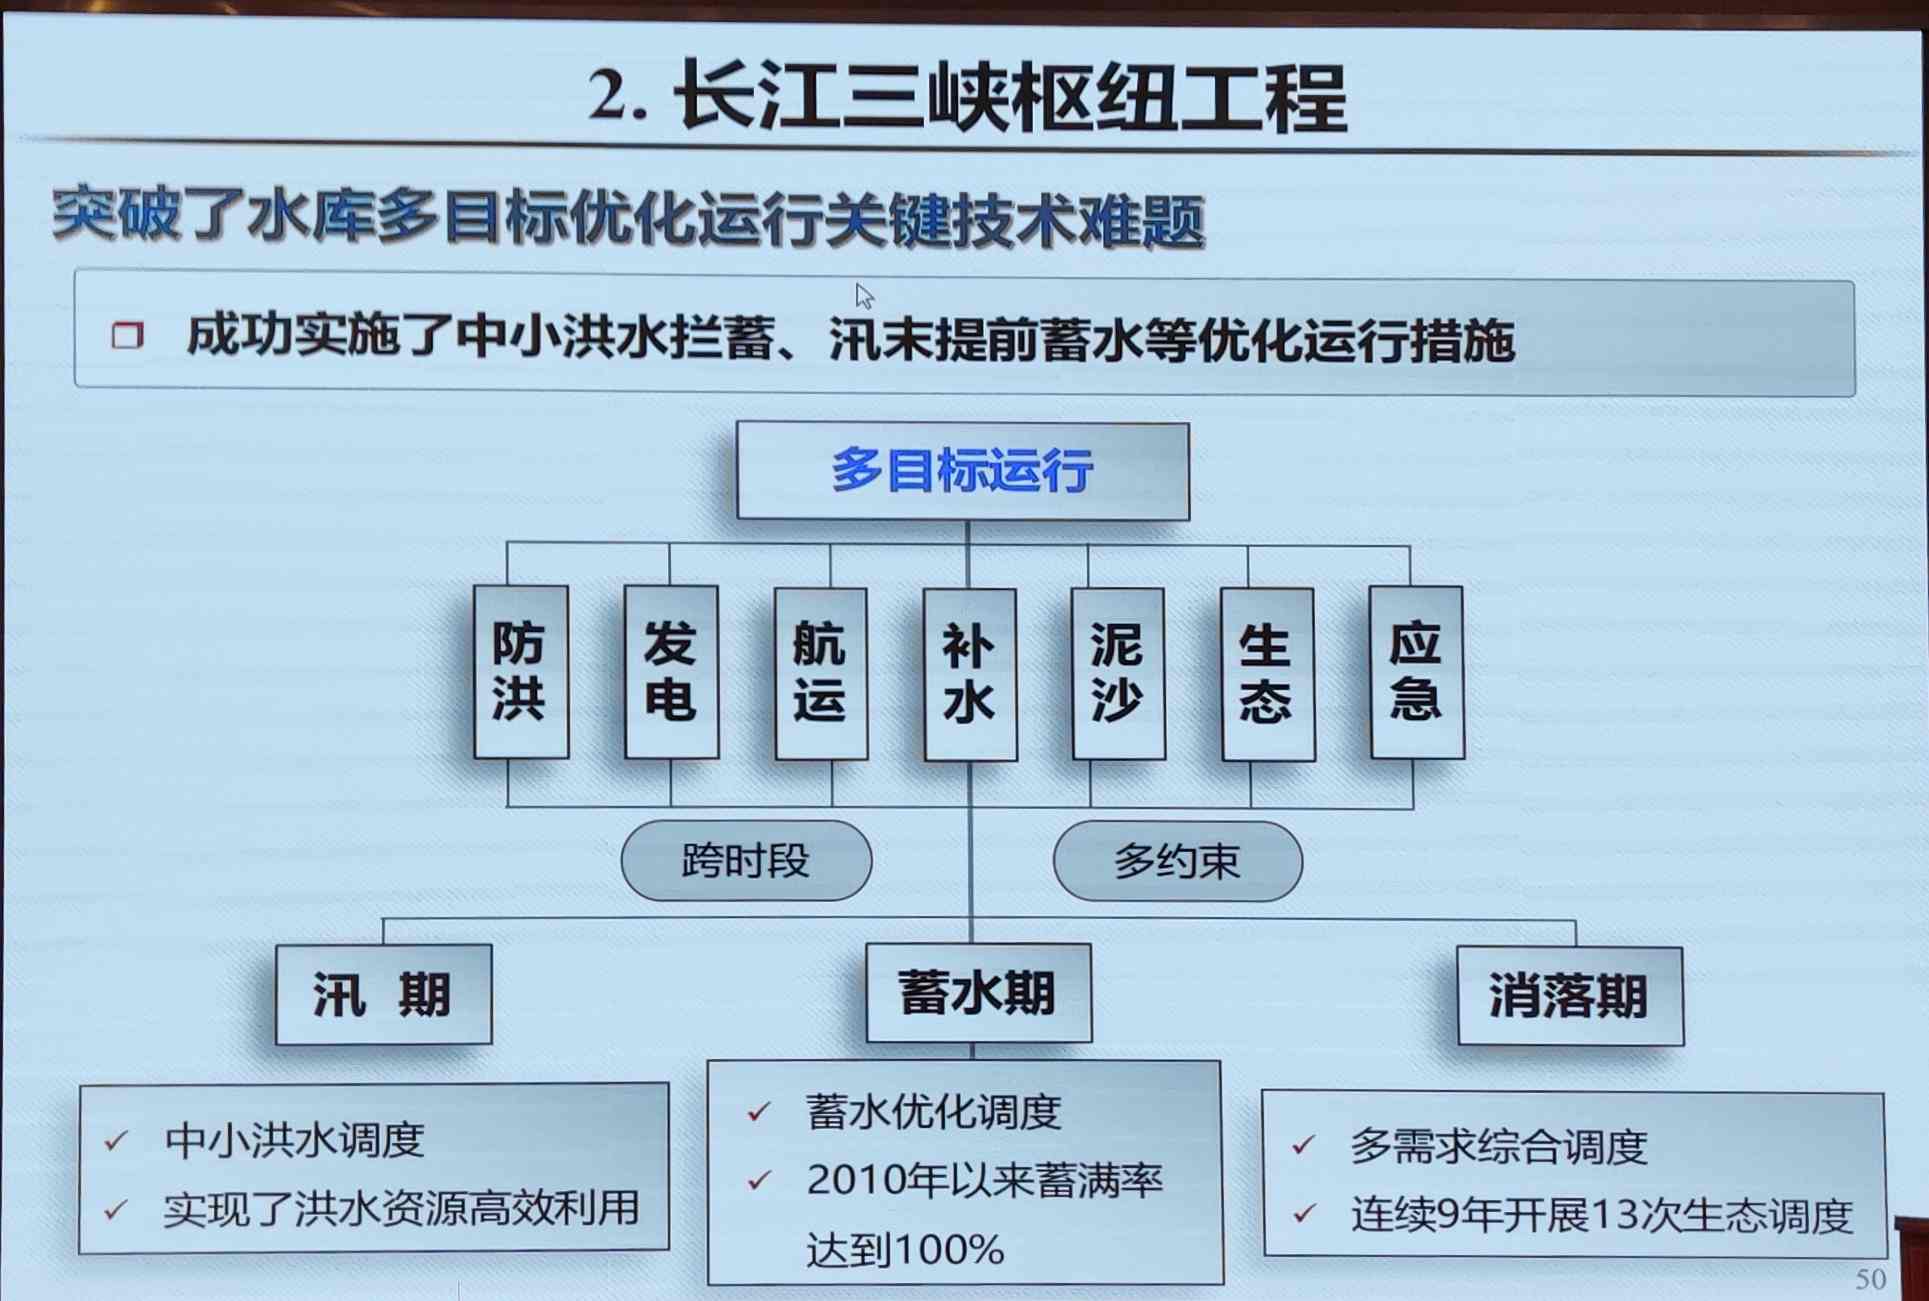 2. 长江三峡枢纽工程
突破了水库多目标优化运行关键技术难题
成功实施了中小洪水拦蓄、汛末提前蓄水等优化运行措施
多目标运行
防洪
发电
航运
补水
泥沙
生态
应急
跨时段
多约束
汛 期
蓄水期
消落期
中小洪水调度
实现了洪水资源高效利用
蓄水优化调度
2010年以来蓄满率
达到100%
多需求综合调度
连续9年开展13次生态调度
50